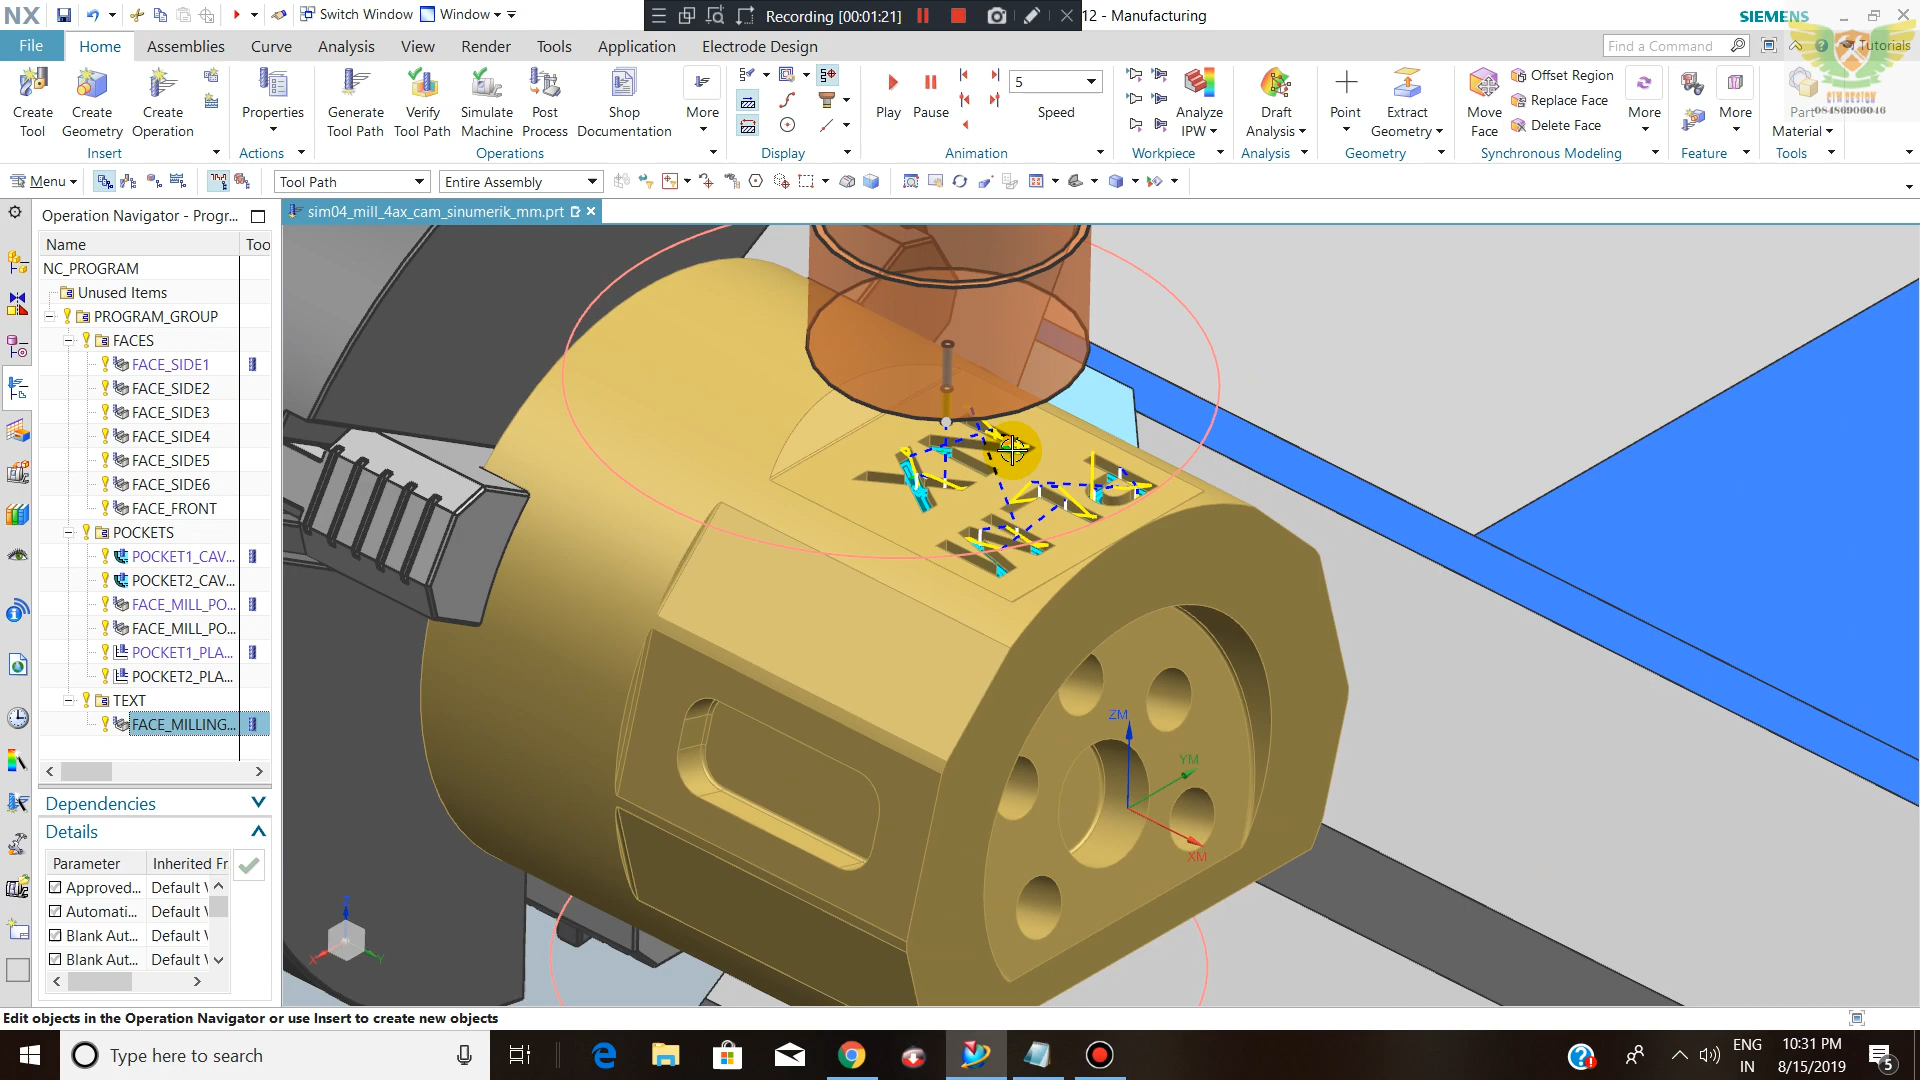 NX
Switch Window
Window
Recording [00:01:21]
12 - Manufacturing
SIEMENS
File
Home
Assemblies
Curve
Analysis
View
Render
Tools
Application
Electrode Design
Find a Command
Tutorials
Create Tool
Create Geometry
Create Operation
Properties
Generate Tool Path
Verify Tool Path
Simulate Machine
Post Process
Shop Documentation
More
Play
Pause
5
Speed
Analyze IPW
Draft Analysis
Point
Extract Geometry
Move Face
Offset Region
Replace Face
Delete Face
More
More
Part Material
CIM DESIGN
Insert
Actions
Operations
Display
Animation
Workpiece
Analysis
Geometry
Synchronous Modeling
Feature
Tools
Menu
Tool Path
Entire Assembly
Operation Navigator - Progr...
sim04_mill_4ax_cam_sinumerik_mm.prt
Name
Too
NC_PROGRAM
Unused Items
PROGRAM_GROUP
FACES
FACE_SIDE1
FACE_SIDE2
FACE_SIDE3
FACE_SIDE4
FACE_SIDE5
FACE_SIDE6
FACE_FRONT
POCKETS
POCKET1_CAV...
POCKET2_CAV...
FACE_MILL_PO...
FACE_MILL_PO...
POCKET1_PLA...
POCKET2_PLA...
TEXT
FACE_MILLING...
Dependencies
Details
Parameter
Inherited Fr
Approved...
Default
Automati...
Default
Blank Aut...
Default
Blank Aut...
Default
ZM
YM
XM
Z
X
Y
Edit objects in the Operation Navigator or use Insert to create new objects
Type here to search
ENG
IN
10:31 PM
8/15/2019
5